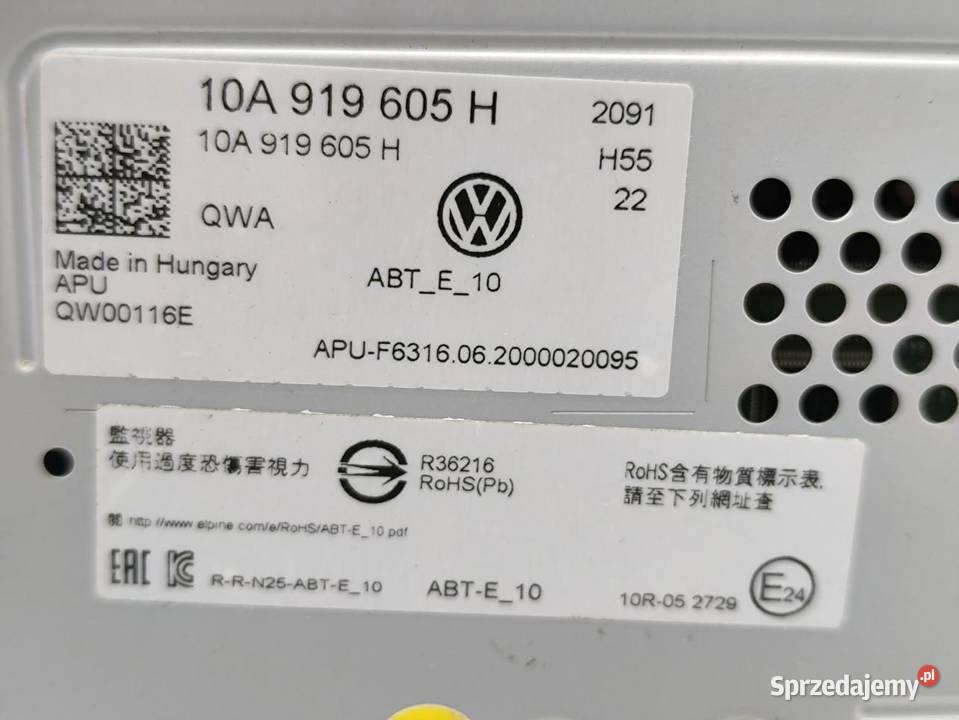 10A 919 605 H
2091
10A 919 605 H
H55
22
QWA
Made in Hungary
APU
QW00116E
ABT_E_10
APU-F6316.06.2000020095
監視器
使用過度恐傷害視力
R36216
RoHS(Pb)
RoHS含有物質標示表,
請至下列網址查
http://www.alpine.com/e/RoHS/ABT-E_10.pdf
EAC
R-R-N25-ABT-E_10
ABT-E_10
10R-05 2729
E24
Sprzedajemy.pl